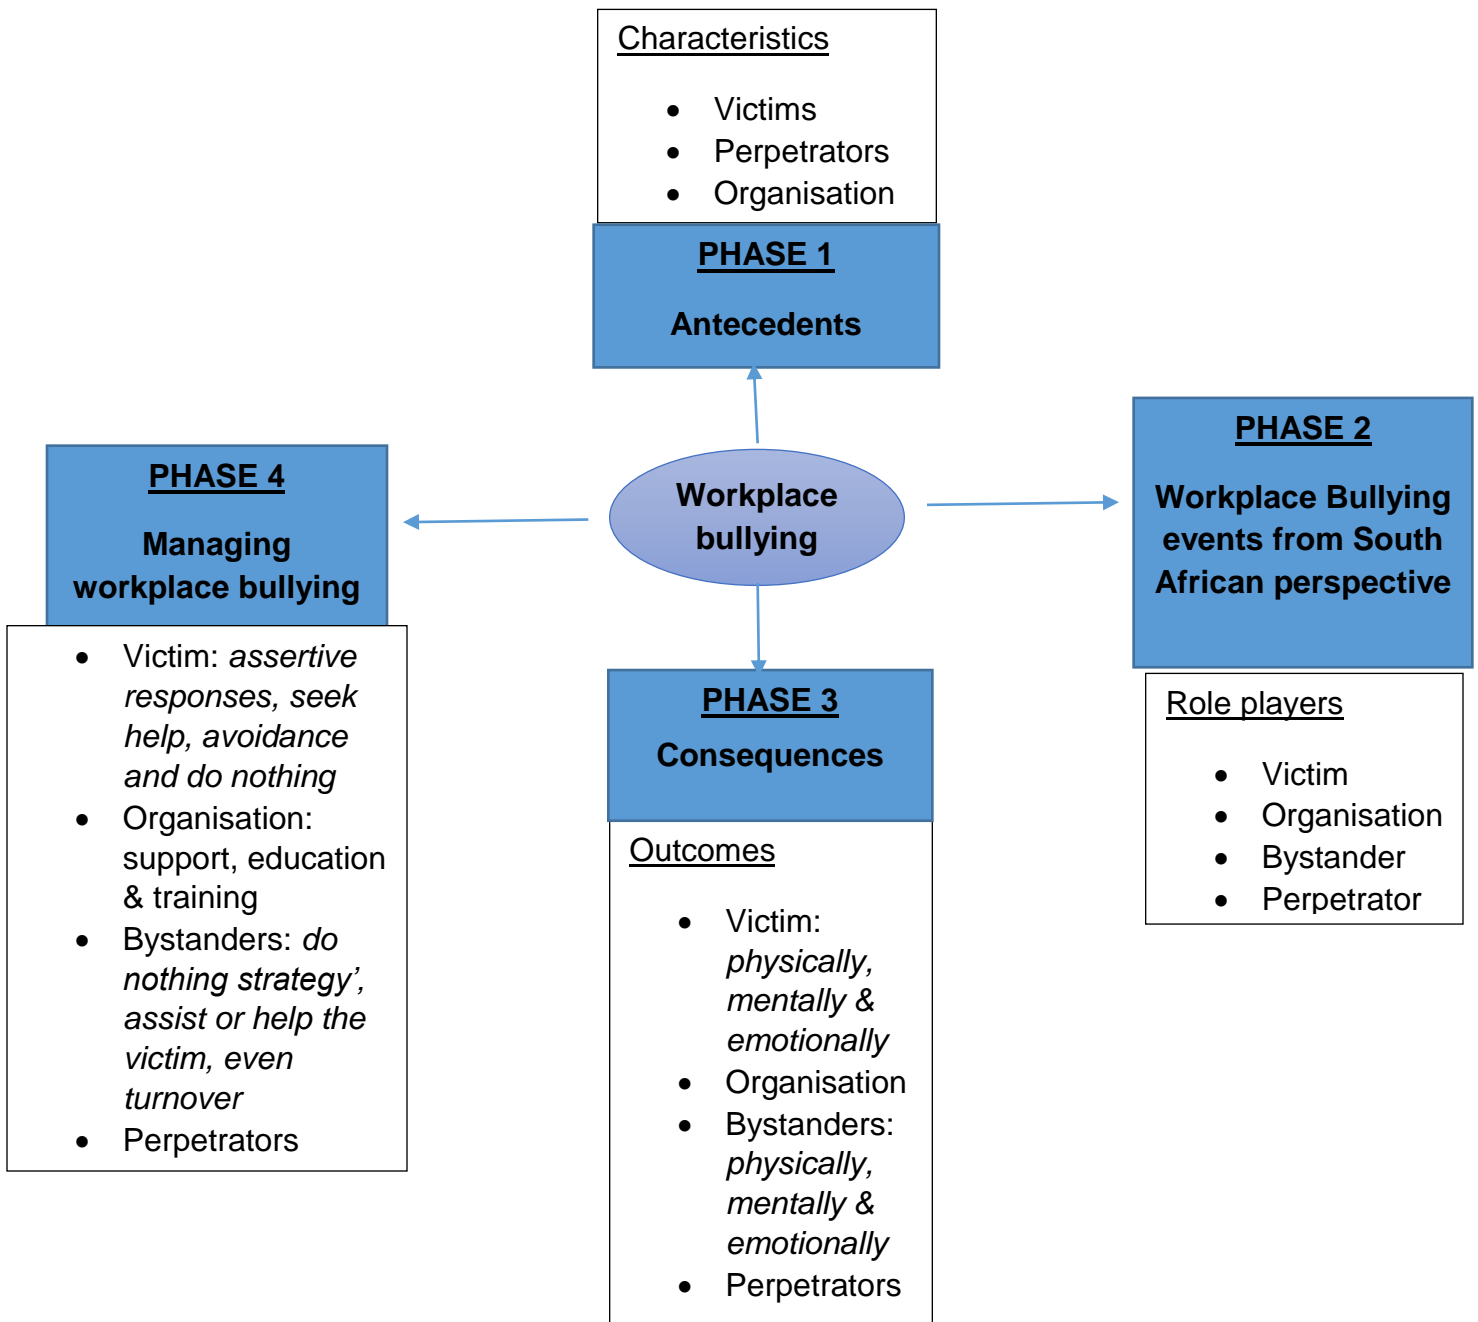 Characteristics
• Victims
• Perpetrators
• Organisation
PHASE 1
Antecedents
Workplace
bullying
PHASE 2
Workplace Bullying
events from South
African perspective
Role players
• Victim
• Organisation
• Bystander
• Perpetrator
PHASE 3
Consequences
Outcomes
• Victim:
physically,
mentally &
emotionally
• Organisation
• Bystanders:
physically,
mentally &
emotionally
• Perpetrators
PHASE 4
Managing
workplace bullying
• Victim: assertive
responses, seek
help, avoidance
and do nothing
• Organisation:
support, education
& training
• Bystanders: do
nothing strategy’,
assist or help the
victim, even
turnover
• Perpetrators